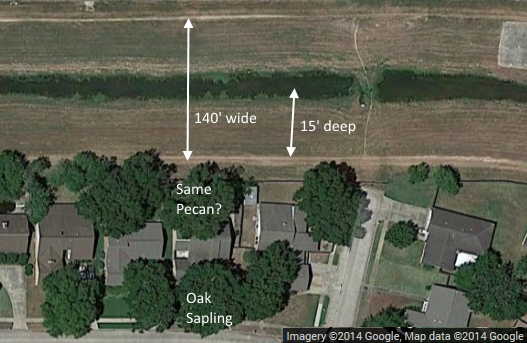 140' wide
15' deep
Same
Pecan?
Oak
Sapling
Imagery ©2014 Google, Map data ©2014 Google